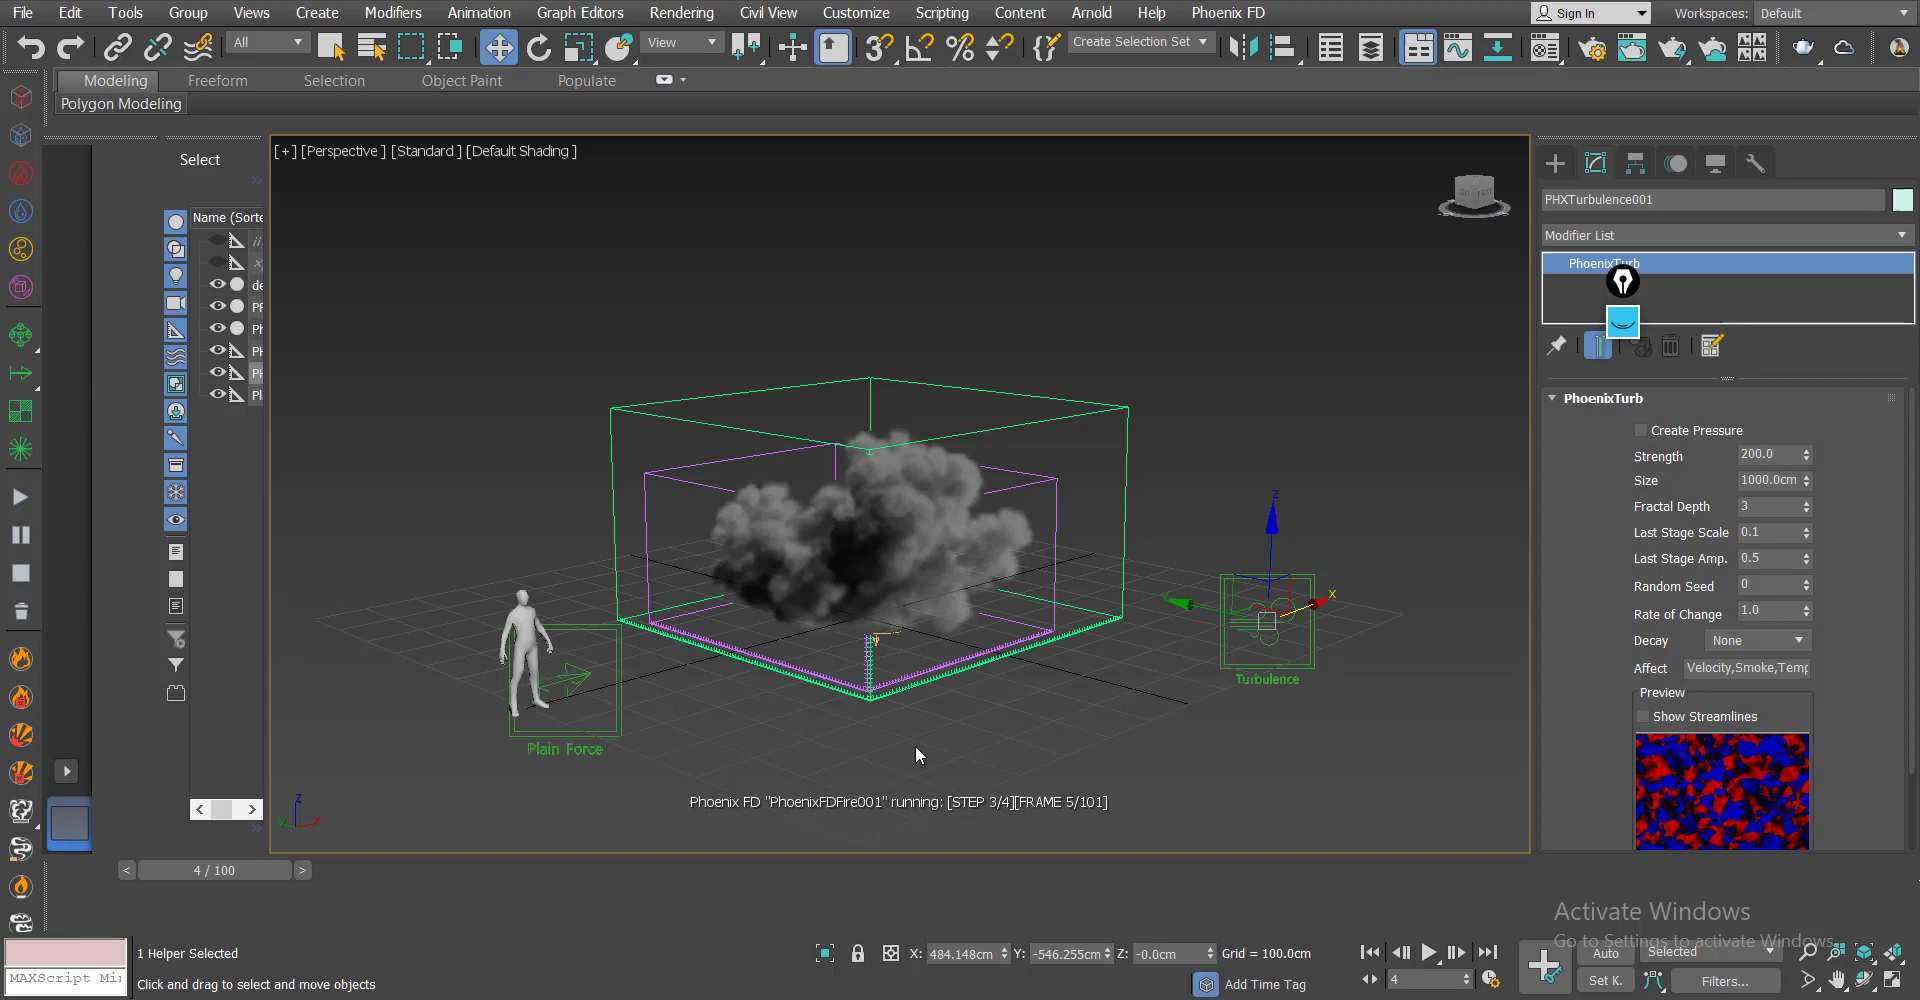 File Edit Tools Group Views Create Modifiers Animation Graph Editors Rendering Civil View Customize Scripting Content Arnold Help Phoenix FD
Sign In
Workspaces: Default
All
View
Create Selection Set
Modeling Freeform Selection Object Paint Populate
Polygon Modeling
Select
[+] [Perspective ] [Standard ] [Default Shading ]
PHXTurbulence001
Name (Sorte
Modifier List
PhoenixTurb
PhoenixTurb
Create Pressure
Strength 200.0
Size 1000.0cm
Fractal Depth 3
Last Stage Scale 0.1
Last Stage Amp. 0.5
Random Seed 0
Rate of Change 1.0
Decay None
Affect Velocity,Smoke,Temp
Preview
Show Streamlines
Turbulence
Plain Force
Phoenix FD "PhoenixFDFire001" running: [STEP 3/4][FRAME 5/101]
4 / 100
Activate Windows
Go to Settings to activate Windows.
1 Helper Selected
X: 484.148cm Y: -546.255cm Z: -0.0cm Grid = 100.0cm
Auto Selected
MAXScript Mi
Click and drag to select and move objects
Add Time Tag
4
Set K. Filters...